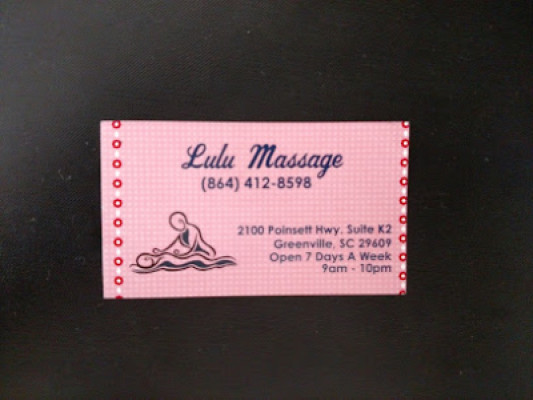 Lulu Massage
(864) 412-8598
2100 Poinsett Hwy. Suite K2
Greenville, SC 29609
Open 7 Days A Week
9am - 10pm